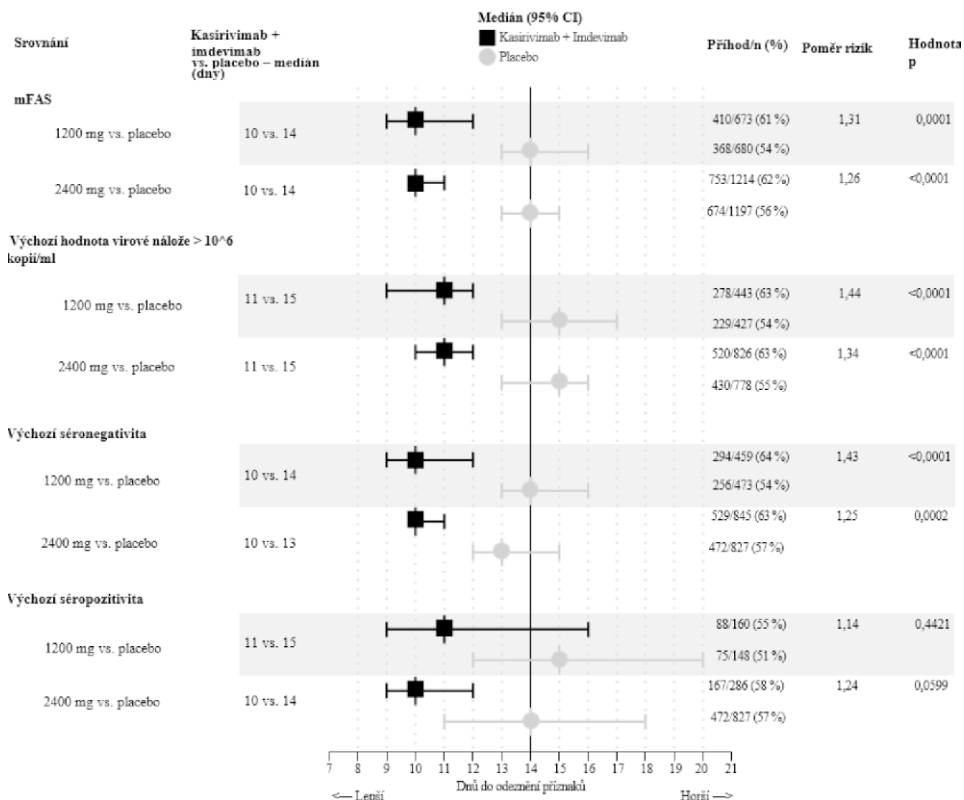 Medián (95% CI)
Srovnání
Kasirivimab +
imdevimab
vs. placebo – medián
(dny)
Kasirivimab + Imdevimab
Placebo
Příhod/n (%)
Poměr rizik
Hodnota
p
mFAS
1200 mg vs. placebo
10 vs. 14
410/673 (61 %)
1,31
0,0001
368/680 (54 %)
2400 mg vs. placebo
10 vs. 14
753/1214 (62 %)
1,26
<0,0001
674/1197 (56 %)
Výchozí hodnota virové nálože > 10^6
kopií/ml
1200 mg vs. placebo
11 vs. 15
278/443 (63 %)
1,44
<0,0001
229/427 (54 %)
2400 mg vs. placebo
11 vs. 15
520/826 (63 %)
1,34
<0,0001
430/778 (55 %)
Výchozí séronegativita
1200 mg vs. placebo
10 vs. 14
294/459 (64 %)
1,43
<0,0001
256/473 (54 %)
2400 mg vs. placebo
10 vs. 13
529/845 (63 %)
1,25
0,0002
472/827 (57 %)
Výchozí séropozitivita
1200 mg vs. placebo
11 vs. 15
88/160 (55 %)
1,14
0,4421
75/148 (51 %)
2400 mg vs. placebo
10 vs. 14
167/286 (58 %)
1,24
0,0599
472/827 (57 %)
7 8 9 10 11 12 13 14 15 16 17 18 19 20 21
Dnů do odeznění příznaků
<— Lepší
Horší —>